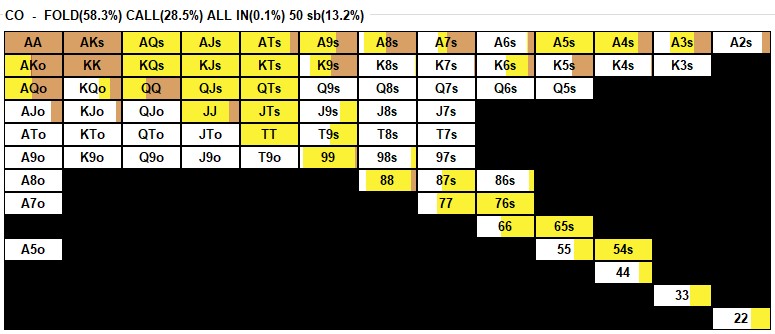 CO - FOLD(58.3%) CALL(28.5%) ALL IN(0.1%) 50 sb(13.2%)
AA AKs AQs AJs ATs A9s A8s A7s A6s A5s A4s A3s A2s
AKo KK KQs KJs KTs K9s K8s K7s K6s K5s K4s K3s
AQo KQo QQ QJs QTs Q9s Q8s Q7s Q6s Q5s
AJo KJo QJo JJ JTs J9s J8s J7s
ATo KTo QTo JTo TT T9s T8s T7s
A9o K9o Q9o J9o T9o 99 98s 97s
A8o 88 87s 86s
A7o 77 76s
66 65s
A5o 55 54s
44
33
22